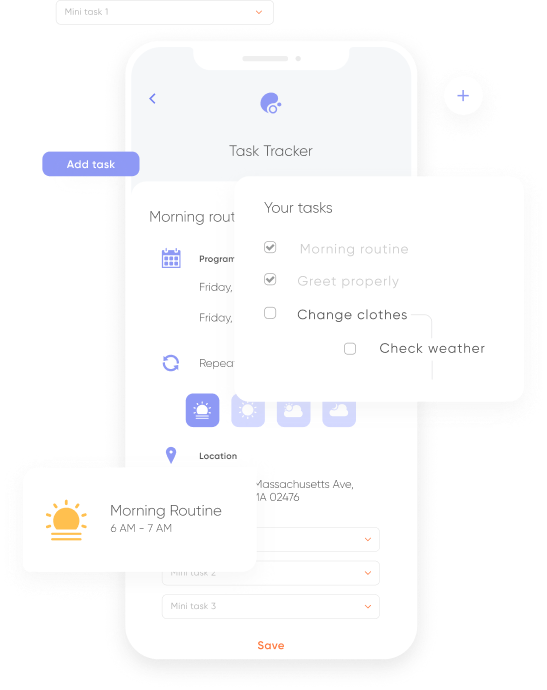 Mini task 1
Task Tracker
Add task
Your tasks
Morning routine
Greet properly
Change clothes
Check weather
Morning rout
Program
Friday,
Friday,
Repea
Location
Massachusetts Ave,
MA 02476
Morning Routine
6 AM - 7 AM
Mini task 2
Mini task 3
Save